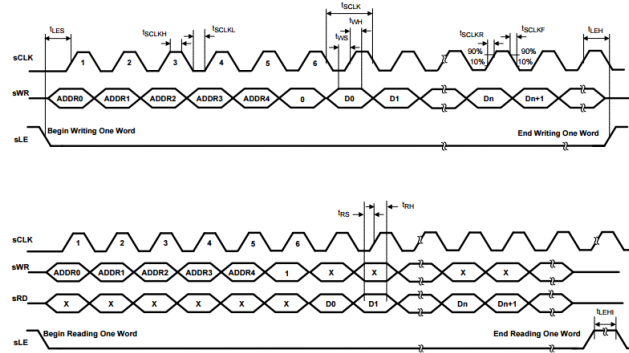 tSCLK
tLES tSCLKH tSCLKL tWH tWS tSCLKR tSCLKF tLEH
90% 90%
10% 10%
sCLK 1 2 3 4 5 6
sWR ADDR0 ADDR1 ADDR2 ADDR3 ADDR4 0 D0 D1 Dn Dn+1
Begin Writing One Word End Writing One Word
sLE
tRS tRH
sCLK 1 2 3 4 5 6
sWR ADDR0 ADDR1 ADDR2 ADDR3 ADDR4 1 X X X X
sRD X X X X X X D0 D1 Dn Dn+1
tLEHI
Begin Reading One Word End Reading One Word
sLE